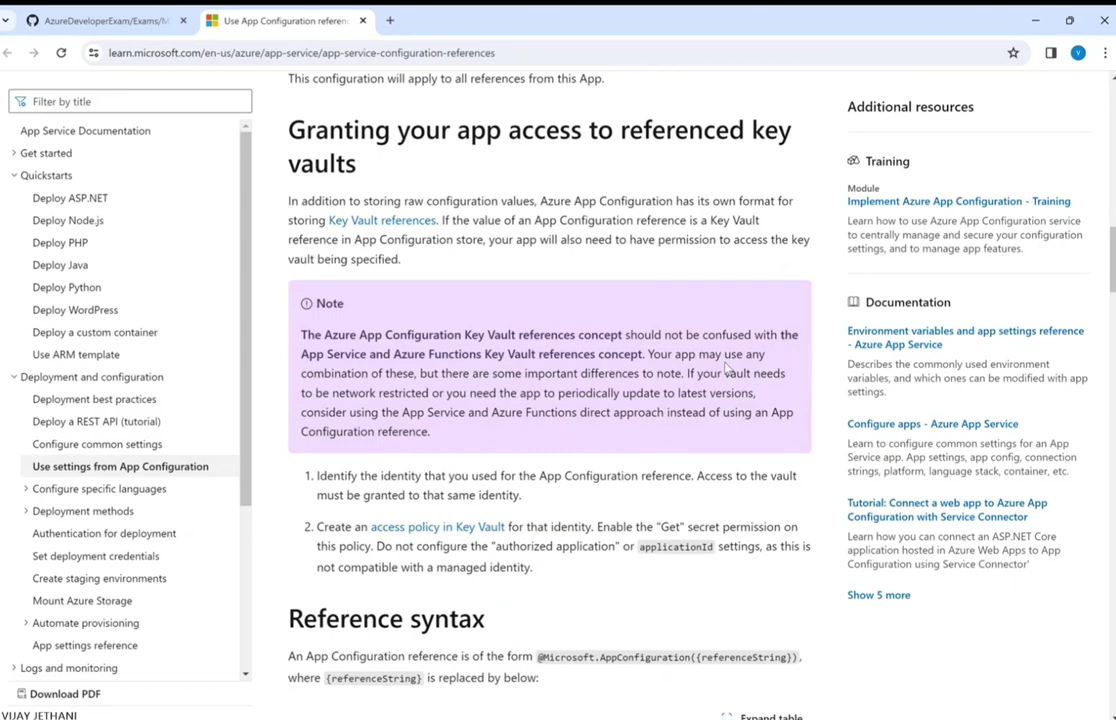 AzureDeveloperExam/Exams/M
Use App Configuration referenc
learn.microsoft.com/en-us/azure/app-service/app-service-configuration-references
V
Filter by title
App Service Documentation
Get started
Quickstarts
Deploy ASP.NET
Deploy Node.js
Deploy PHP
Deploy Java
Deploy Python
Deploy WordPress
Deploy a custom container
Use ARM template
Deployment and configuration
Deployment best practices
Deploy a REST API (tutorial)
Configure common settings
Use settings from App Configuration
Configure specific languages
Deployment methods
Authentication for deployment
Set deployment credentials
Create staging environments
Mount Azure Storage
Automate provisioning
App settings reference
Logs and monitoring
Download PDF
VIJAY JETHANI
This configuration will apply to all references from this App.
Granting your app access to referenced key
vaults
In addition to storing raw configuration values, Azure App Configuration has its own format for
storing Key Vault references. If the value of an App Configuration reference is a Key Vault
reference in App Configuration store, your app will also need to have permission to access the key
vault being specified.
Note
The Azure App Configuration Key Vault references concept should not be confused with the
App Service and Azure Functions Key Vault references concept. Your app may use any
combination of these, but there are some important differences to note. If your vault needs
to be network restricted or you need the app to periodically update to latest versions,
consider using the App Service and Azure Functions direct approach instead of using an App
Configuration reference.
1. Identify the identity that you used for the App Configuration reference. Access to the vault
must be granted to that same identity.
2. Create an access policy in Key Vault for that identity. Enable the "Get" secret permission on
this policy. Do not configure the "authorized application" or applicationId settings, as this is
not compatible with a managed identity.
Reference syntax
An App Configuration reference is of the form @Microsoft.AppConfiguration({referenceString}),
where {referenceString} is replaced by below:
Expand table
Additional resources
Training
Module
Implement Azure App Configuration - Training
Learn how to use Azure App Configuration service
to centrally manage and secure your configuration
settings, and to manage app features.
Documentation
Environment variables and app settings reference
- Azure App Service
Describes the commonly used environment
variables, and which ones can be modified with app
settings.
Configure apps - Azure App Service
Learn to configure common settings for an App
Service app. App settings, app config, connection
strings, platform, language stack, container, etc.
Tutorial: Connect a web app to Azure App
Configuration with Service Connector
Learn how you can connect an ASP.NET Core
application hosted in Azure Web Apps to App
Configuration using Service Connector'
Show 5 more